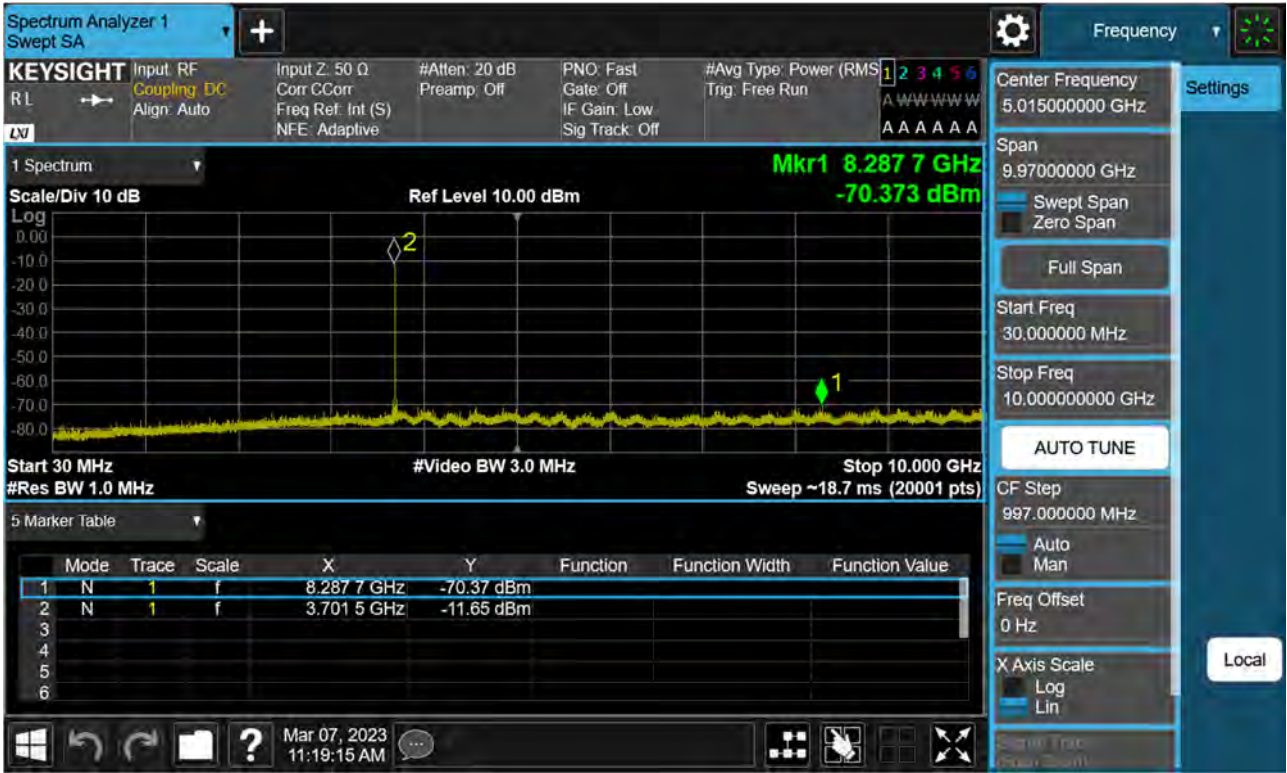 Spectrum Analyzer 1
Swept SA
Frequency
KEYSIGHT
R L
LXI
Input: RF
Coupling: DC
Align: Auto
Input Z: 50 Ω
Corr CCorr
Freq Ref: Int (S)
NFE: Adaptive
#Atten: 20 dB
Preamp: Off
PNO: Fast
Gate: Off
IF Gain: Low
Sig Track: Off
#Avg Type: Power (RMS
Trig: Free Run
1 2 3 4 5 6
A W W W W W
A A A A A A
Center Frequency
5.015000000 GHz
Settings
1 Spectrum
Mkr1 8.287 7 GHz
-70.373 dBm
Scale/Div 10 dB
Ref Level 10.00 dBm
Log
0.00
-10.0
-20.0
-30.0
-40.0
-50.0
-60.0
-70.0
-80.0
2
1
Start 30 MHz
#Video BW 3.0 MHz
Stop 10.000 GHz
#Res BW 1.0 MHz
Sweep ~18.7 ms (20001 pts)
Span
9.97000000 GHz
Swept Span
Zero Span
Full Span
Start Freq
30.000000 MHz
Stop Freq
10.000000000 GHz
AUTO TUNE
CF Step
997.000000 MHz
Auto
Man
Freq Offset
0 Hz
X Axis Scale
Log
Lin
Local
5 Marker Table
Mode Trace Scale X Y Function Function Width Function Value
1 N 1 f 8.287 7 GHz -70.37 dBm
2 N 1 f 3.701 5 GHz -11.65 dBm
3
4
5
6
?
Mar 07, 2023
11:19:15 AM